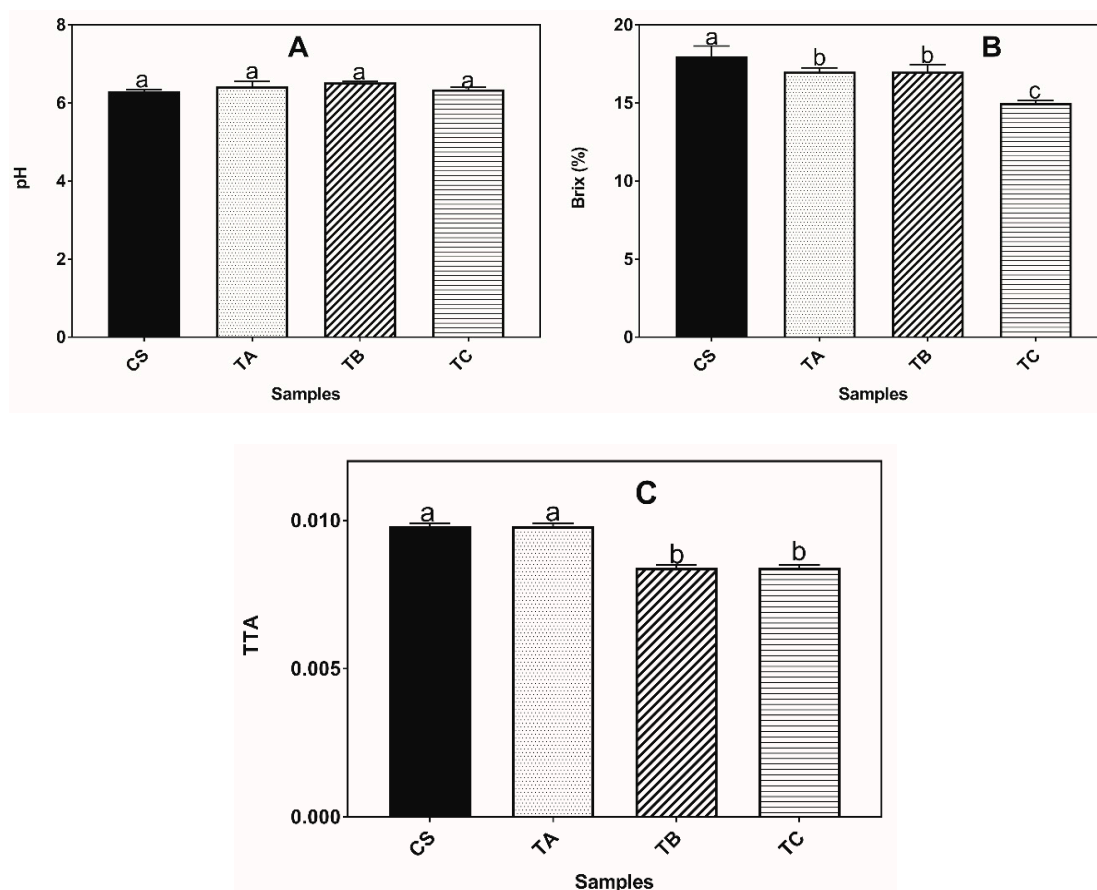 A
8
6
4
2
0
pH
a
a
a
a
CS
TA
TB
TC
Samples
B
20
15
10
5
0
Brix (%)
a
b
b
c
CS
TA
TB
TC
Samples
C
0.010
0.005
0.000
TTA
a
a
b
b
CS
TA
TB
TC
Samples